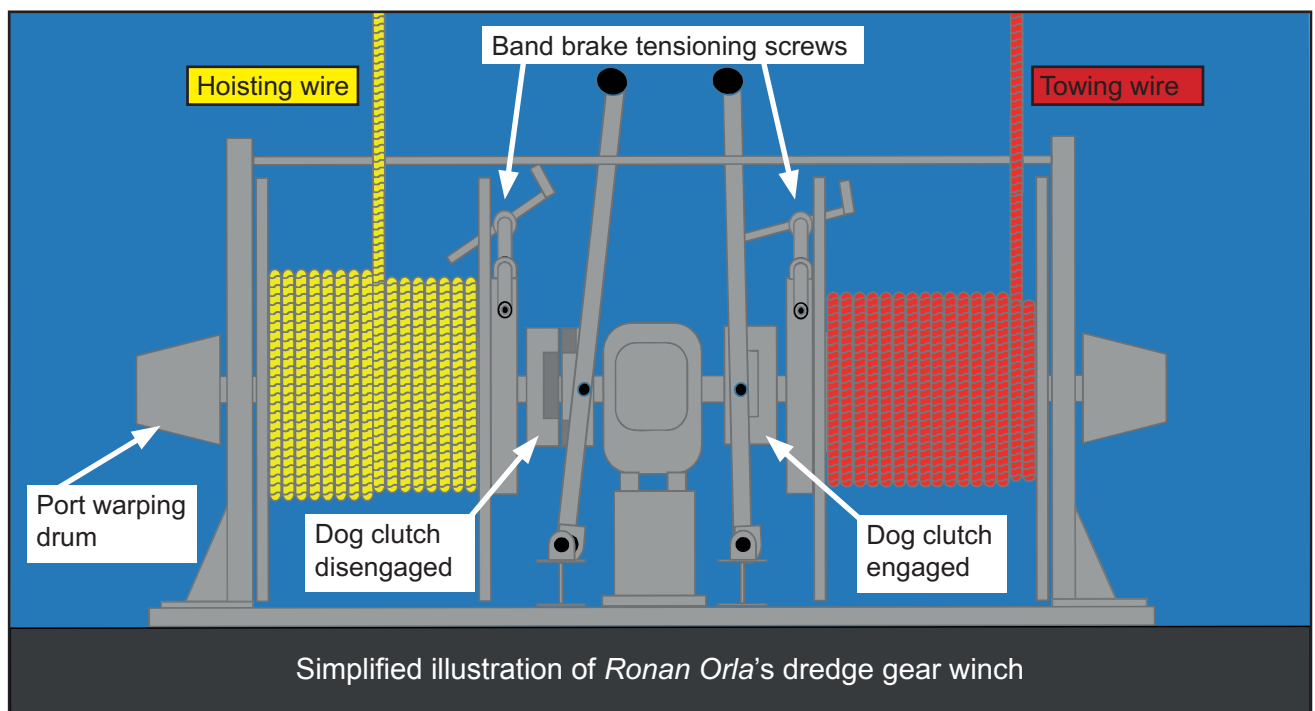 Band brake tensioning screws
Hoisting wire
Towing wire
Port warping
drum
Dog clutch
disengaged
Dog clutch
engaged
Simplified illustration of Ronan Orla's dredge gear winch